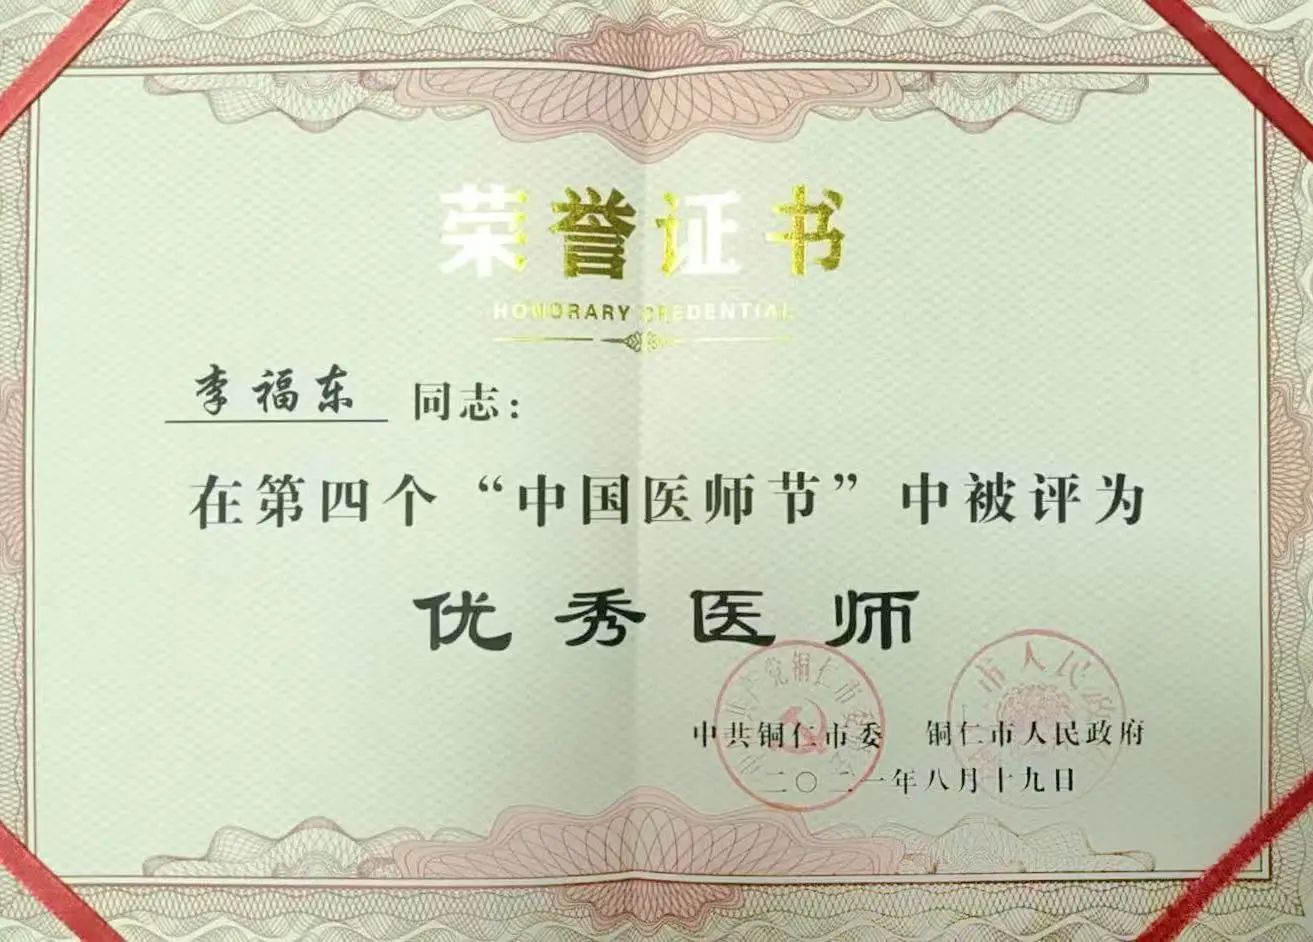 荣誉证书
HONORARY CREDENTIAL
李福东 同志：
在第四个“中国医师节”中被评为
优秀医师
中共铜仁市委 铜仁市人民政府
二〇二一年八月十九日